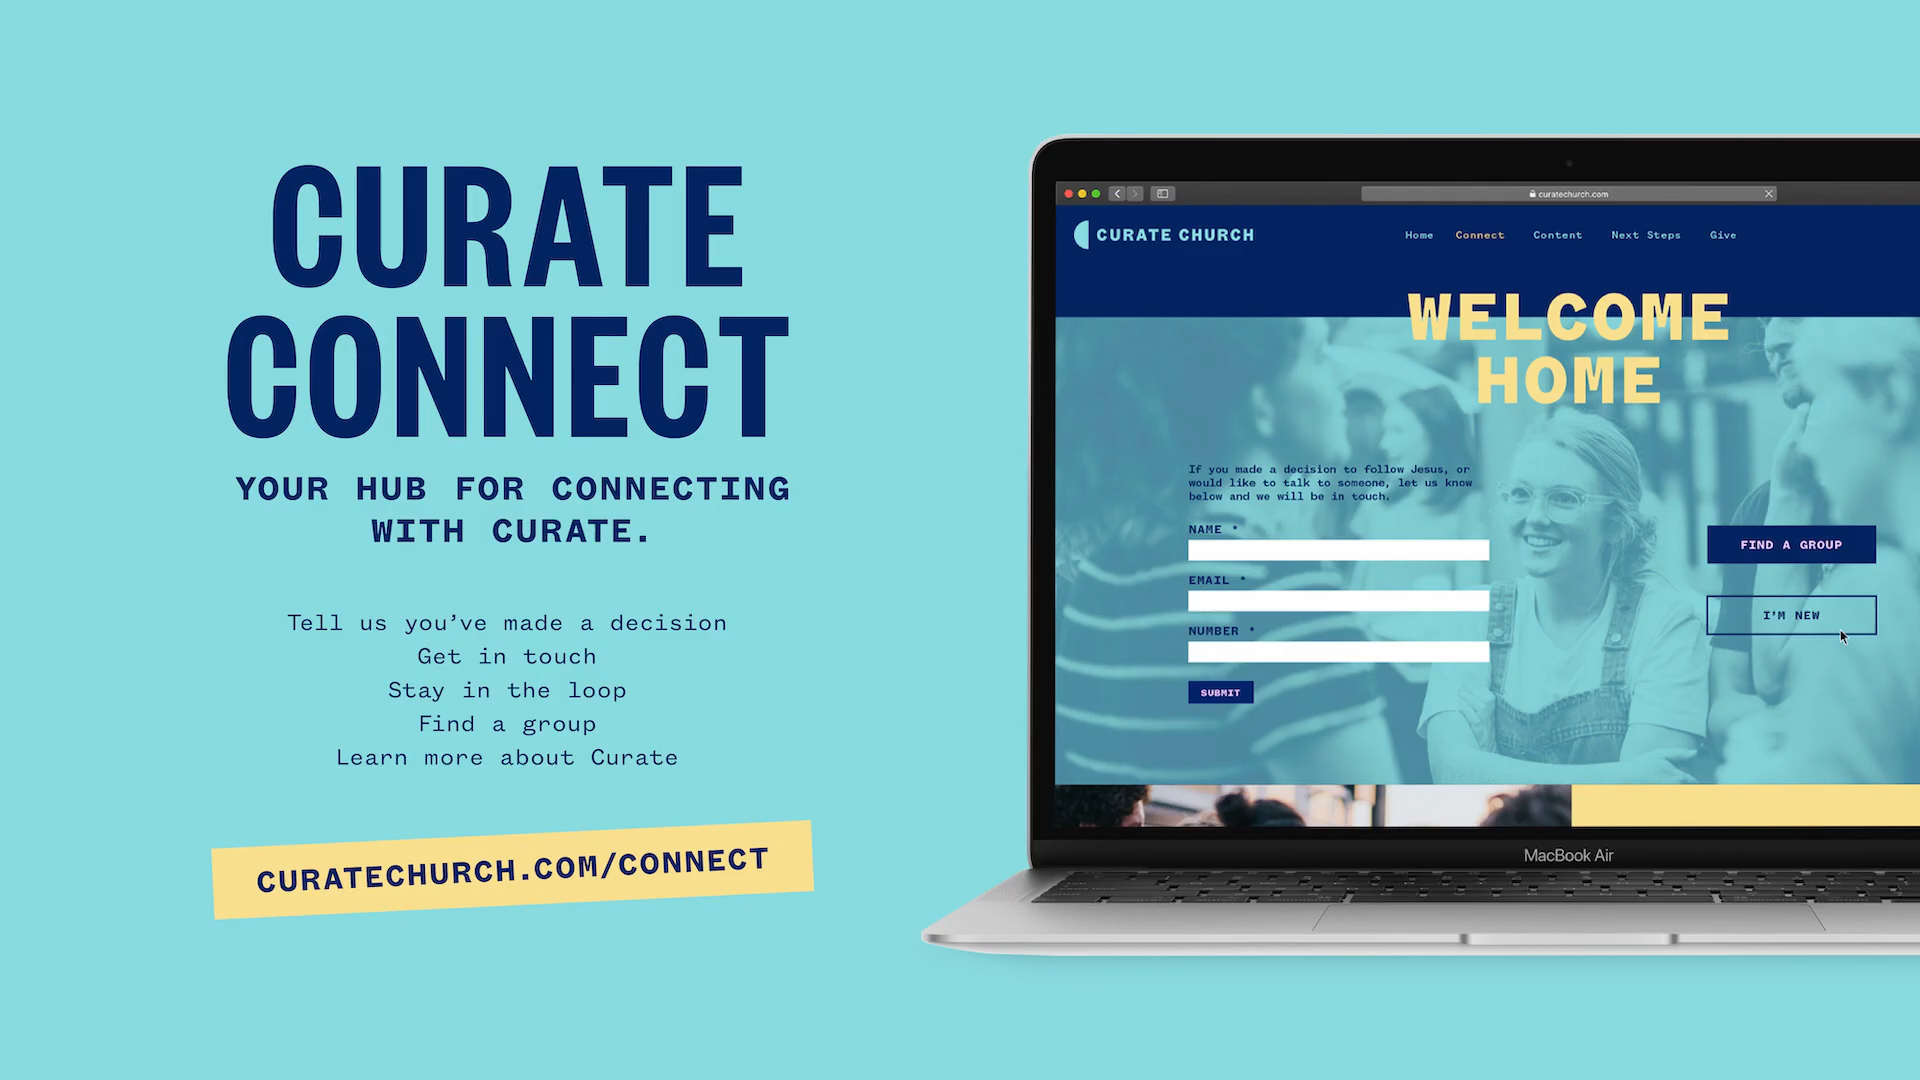 CURATE
CONNECT
YOUR HUB FOR CONNECTING
WITH CURATE.
Tell us you’ve made a decision
Get in touch
Stay in the loop
Find a group
Learn more about Curate
CURATECHURCH.COM/CONNECT
curatechurch.com
CURATE CHURCH
Home Connect Content Next Steps Give
WELCOME
HOME
If you made a decision to follow Jesus, or
would like to talk to someone, let us know
below and we will be in touch.
NAME *
EMAIL *
NUMBER *
SUBMIT
FIND A GROUP
I’M NEW
MacBook Air